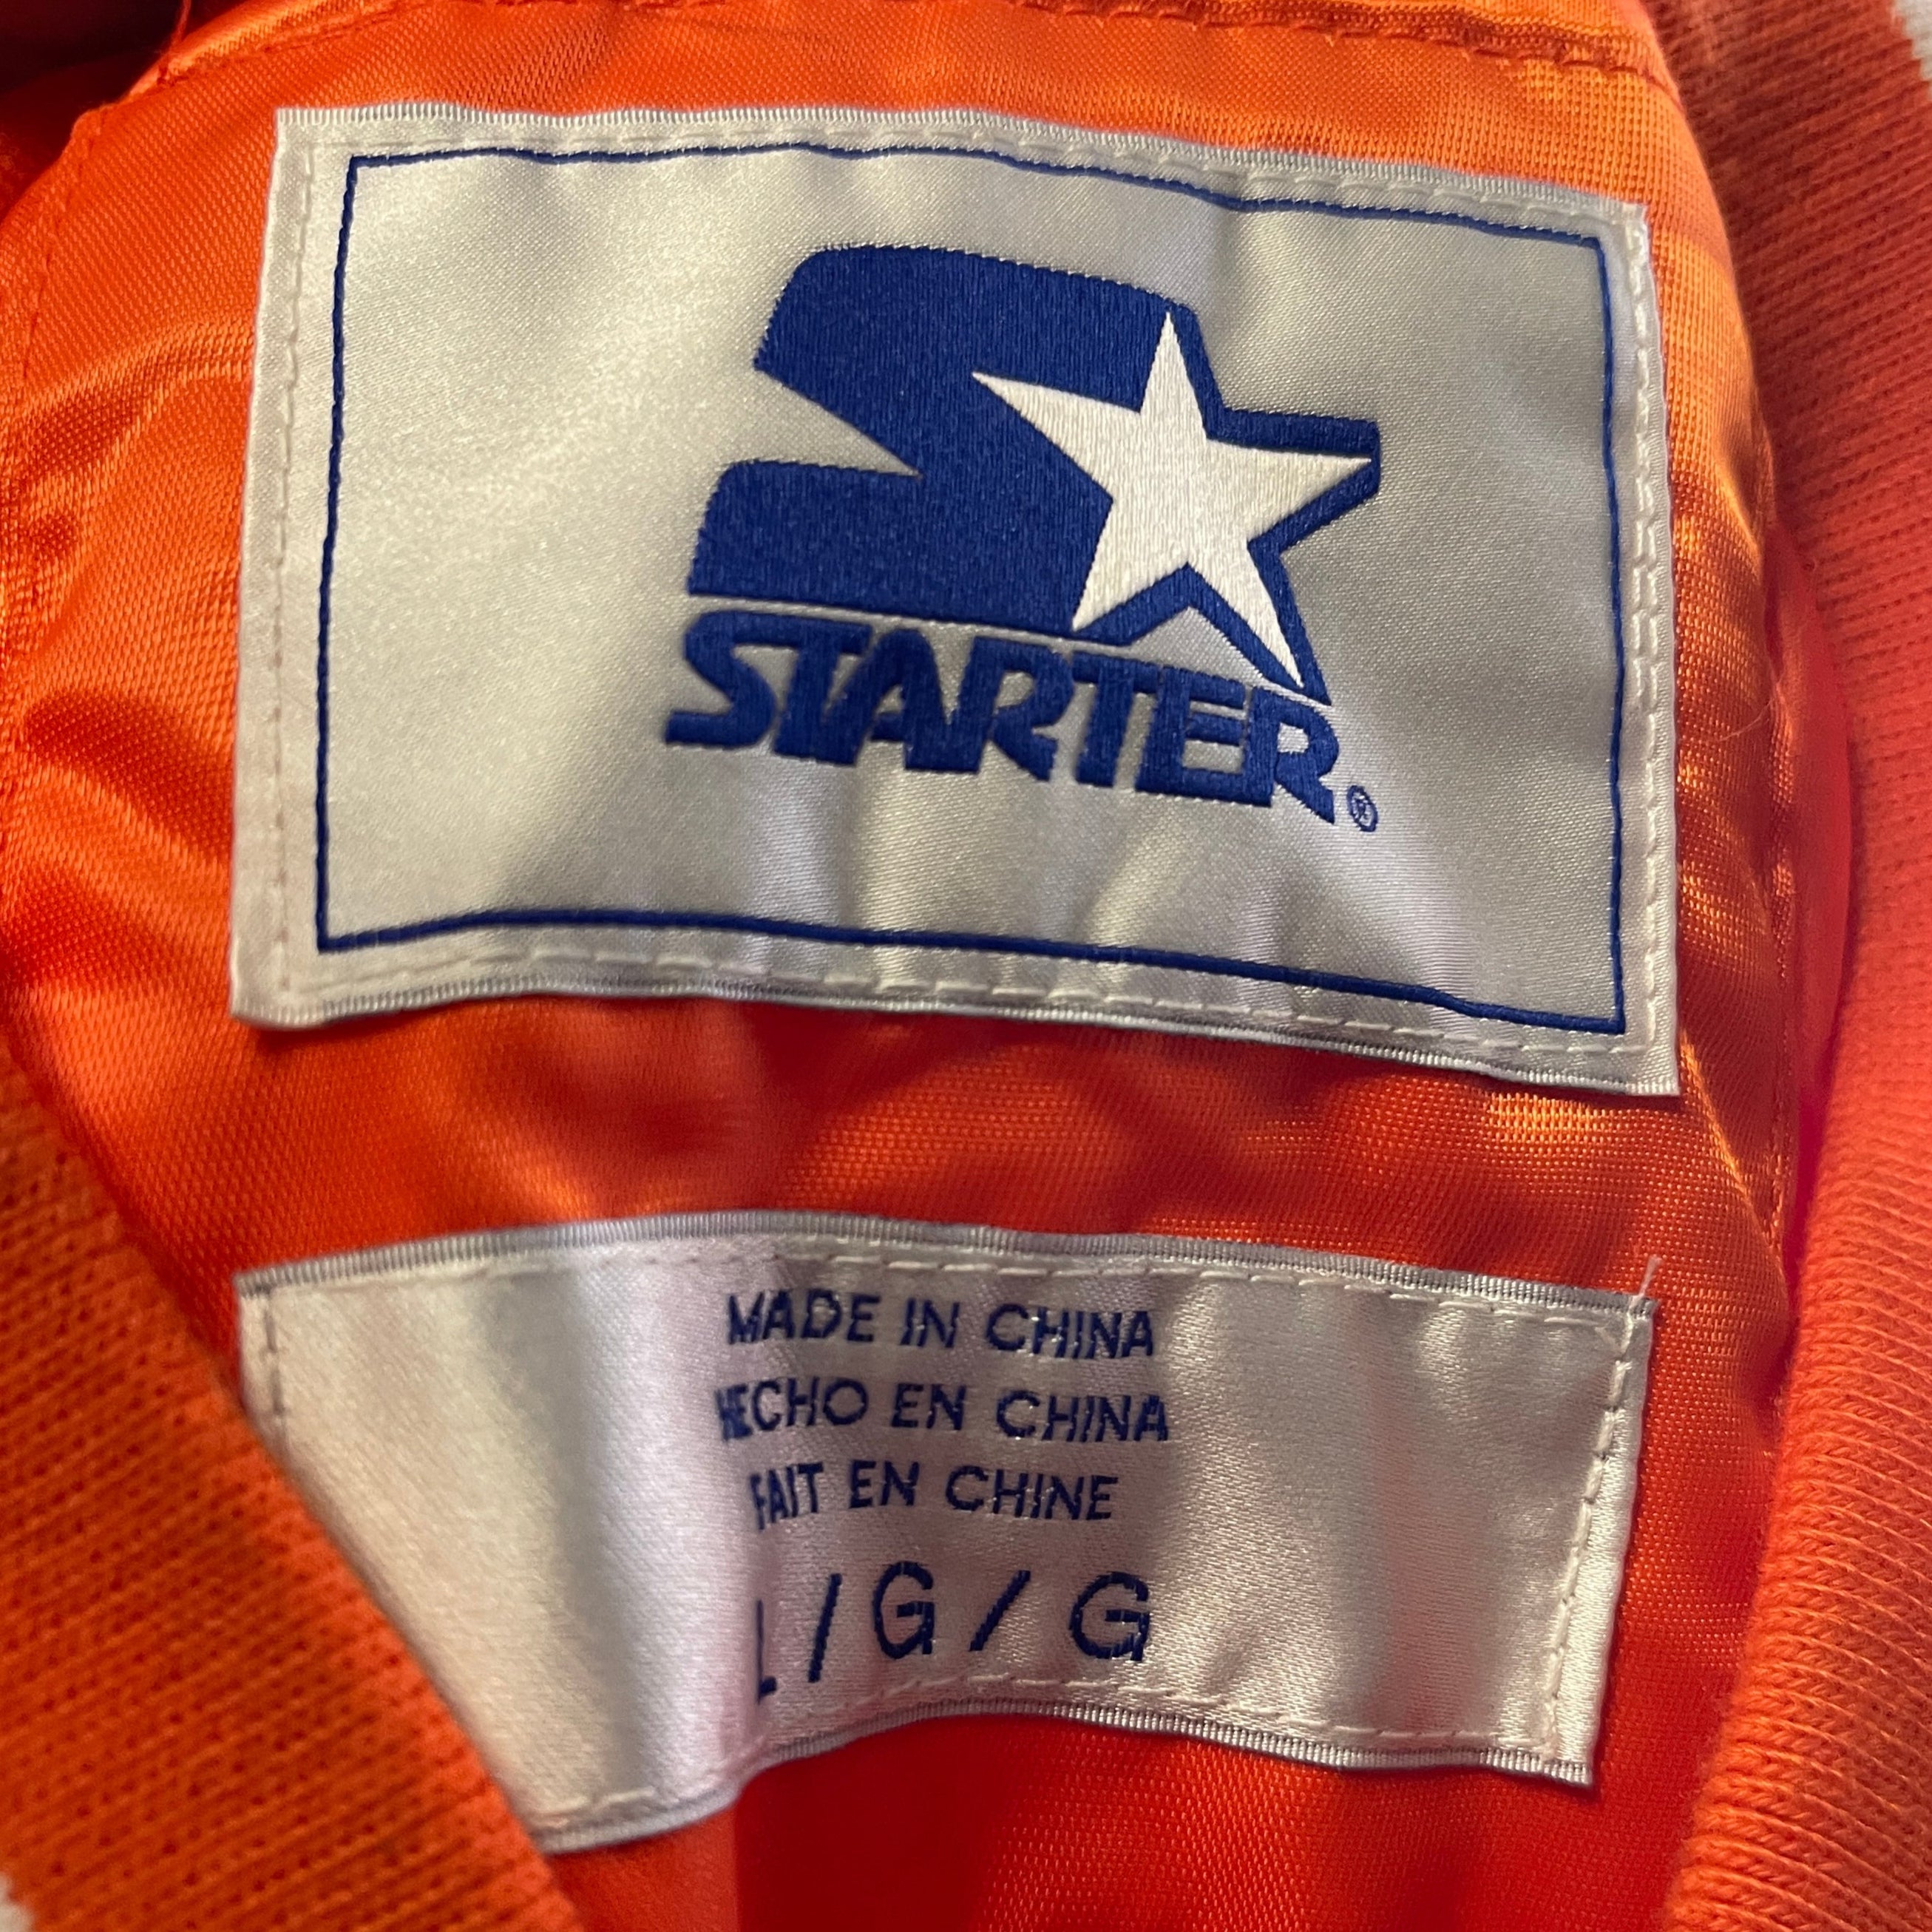 STARTER®
MADE IN CHINA
HECHO EN CHINA
FAIT EN CHINE
L/G/G